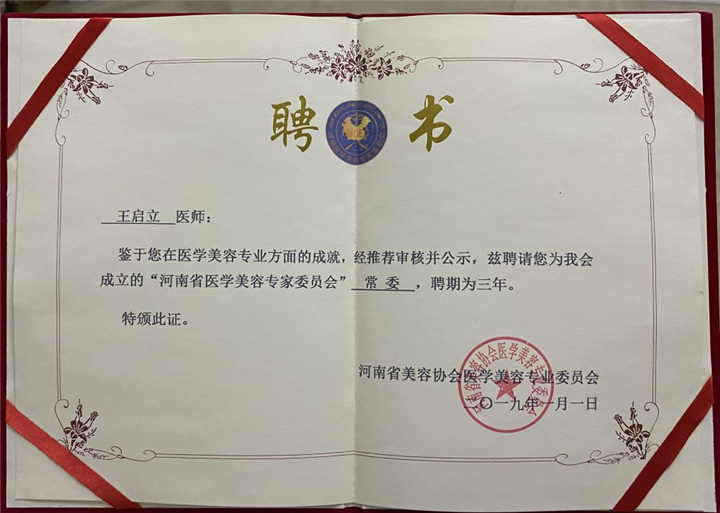 聘书
王启立 医师：
鉴于您在医学美容专业方面的成就，经推荐审核并公示，兹聘请您为我会
成立的“河南省医学美容专家委员会” 常委 ，聘期为三年。
特颁此证。
河南省美容协会医学美容专业委员会
二〇一九年一月一日